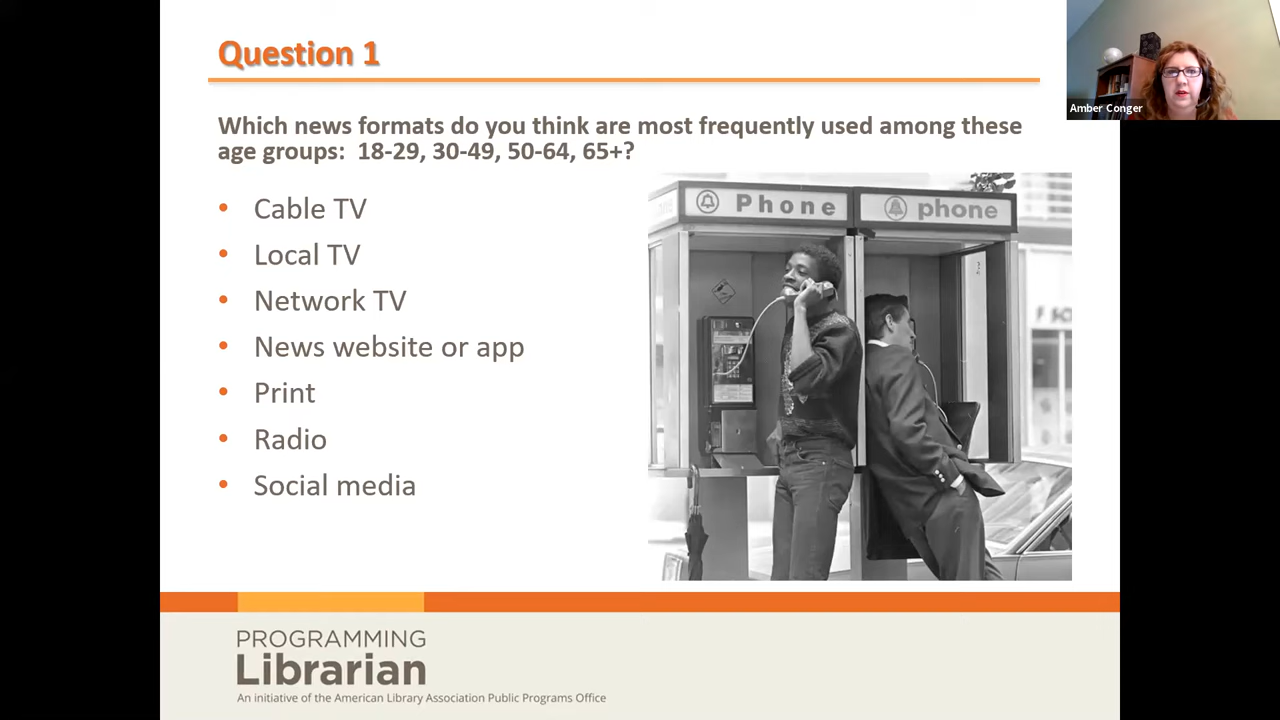 Question 1
Amber Conger
Which news formats do you think are most frequently used among these
age groups:  18-29, 30-49, 50-64, 65+?
• Cable TV
• Local TV
• Network TV
• News website or app
• Print
• Radio
• Social media
Phone
phone
PROGRAMMING
Librarian
An initiative of the American Library Association Public Programs Office